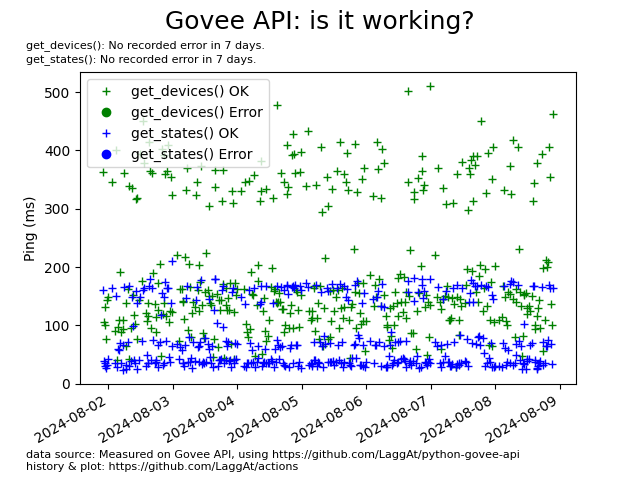 Govee API: is it working?
get_devices(): No recorded error in 7 days.
get_states(): No recorded error in 7 days.
get_devices() OK
get_devices() Error
get_states() OK
get_states() Error
Ping (ms)
500
400
300
200
100
0
2024-08-02
2024-08-03
2024-08-04
2024-08-05
2024-08-06
2024-08-07
2024-08-08
2024-08-09
data source: Measured on Govee API, using https://github.com/LaggAt/python-govee-api
history & plot: https://github.com/LaggAt/actions